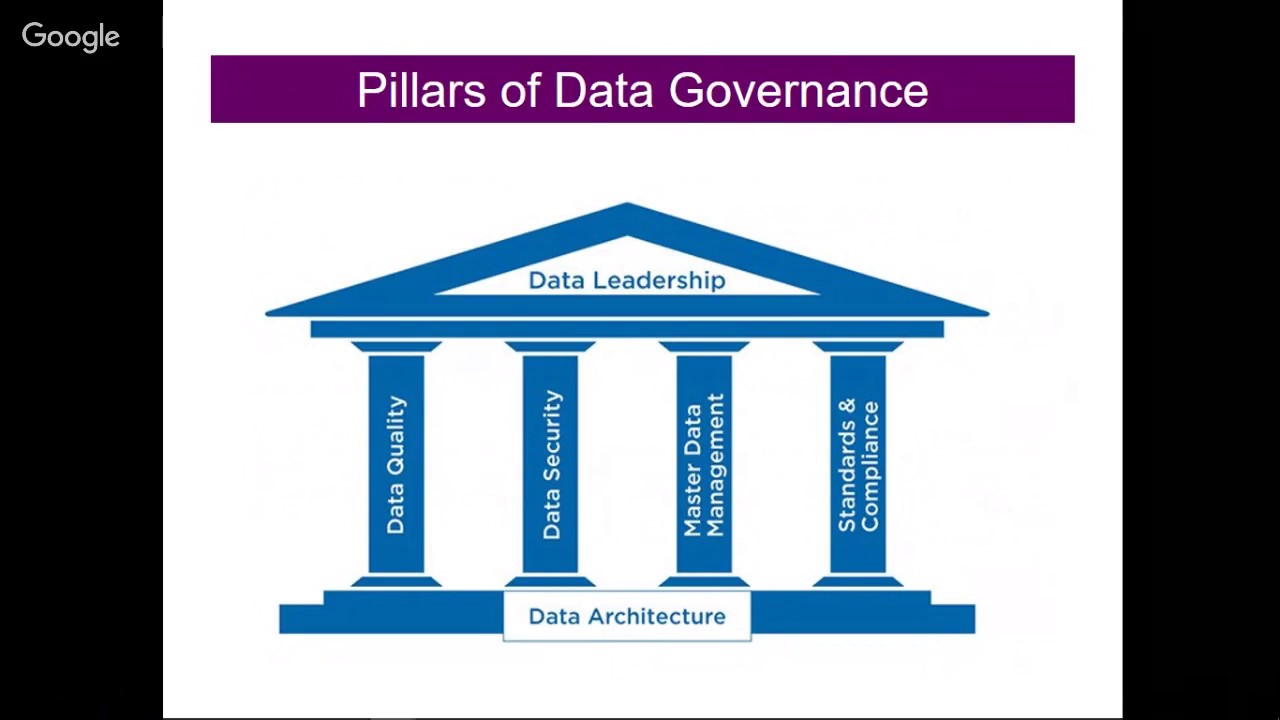 Google
Pillars of Data Governance
Data Leadership
Data Quality
Data Security
Master Data
Management
Standards &
Compliance
Data Architecture